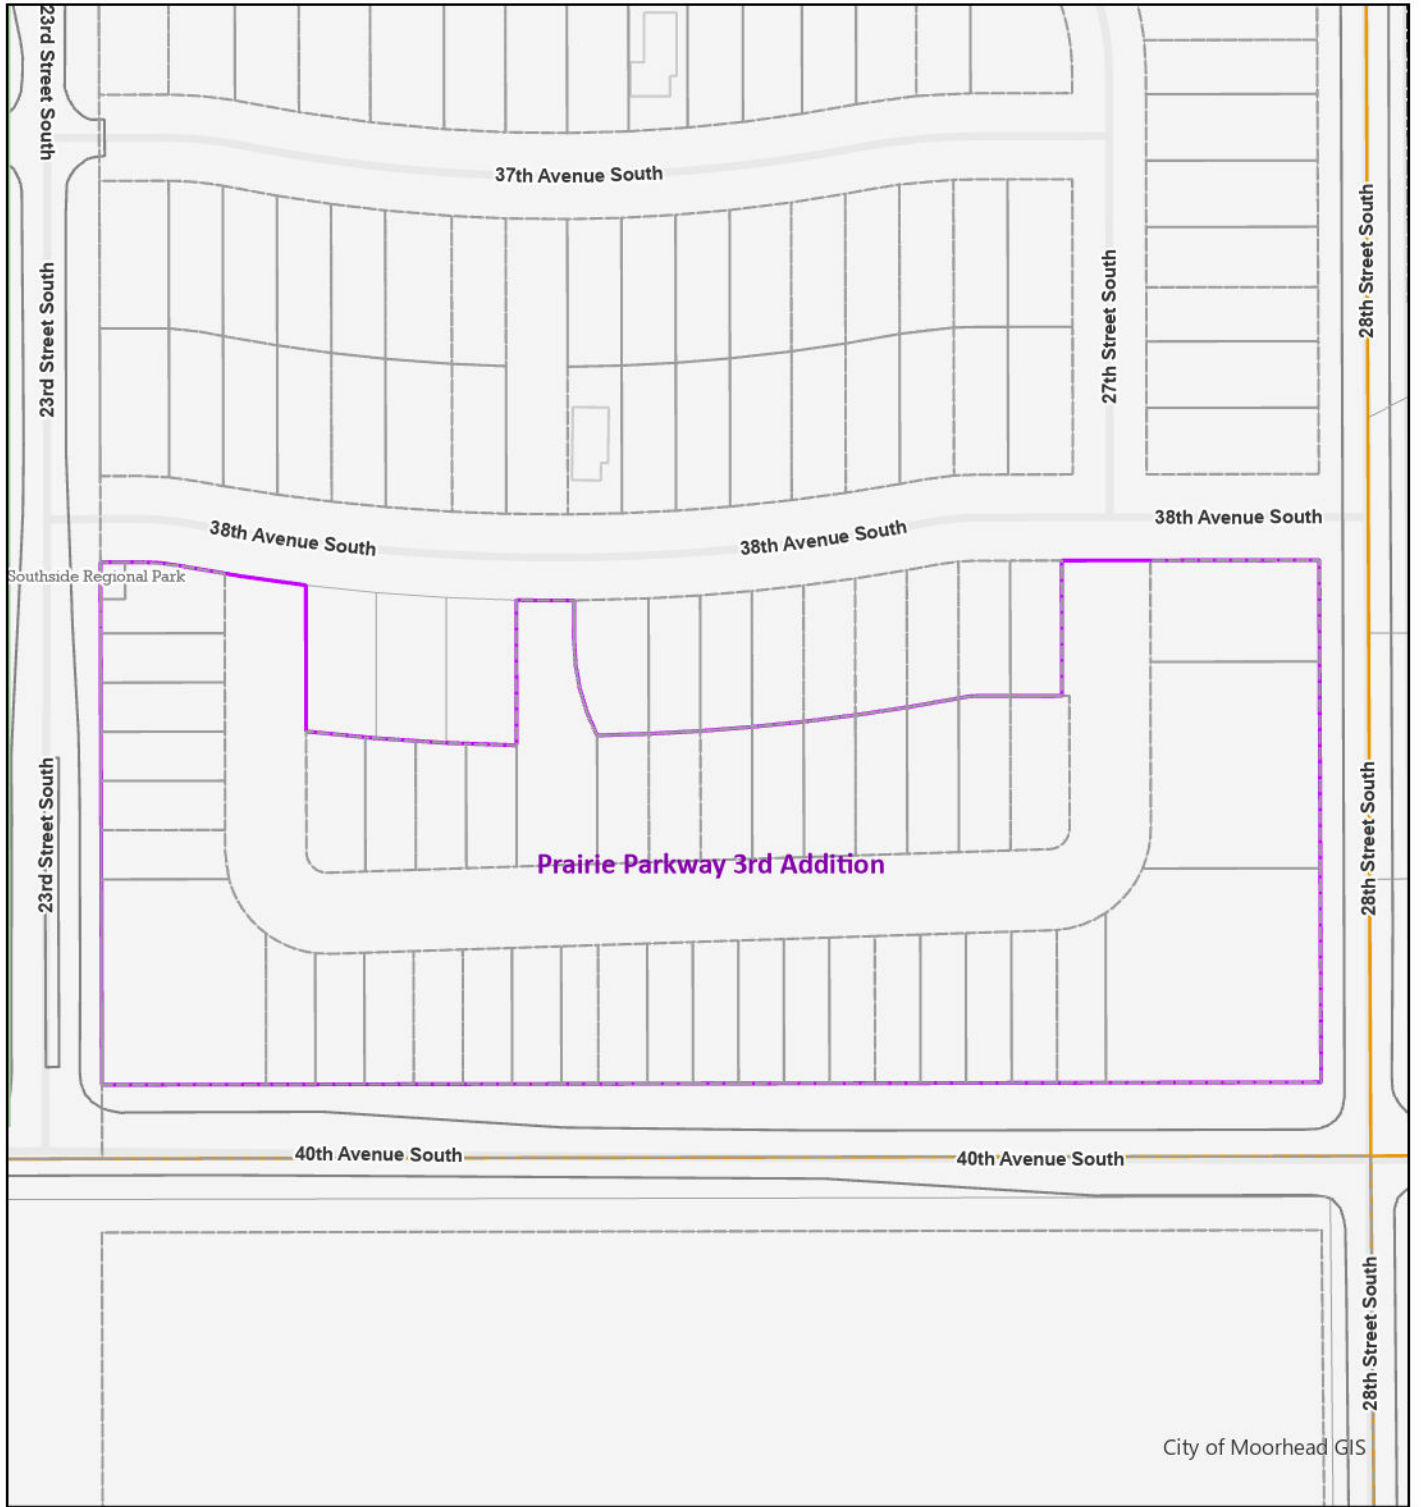 23rd Street South
37th Avenue South
28th Street South
27th Street South
23rd Street South
38th Avenue South
38th Avenue South
38th Avenue South
Southside Regional Park
23rd Street South
28th Street South
Prairie Parkway 3rd Addition
40th Avenue South
40th Avenue South
28th Street South
City of Moorhead GIS